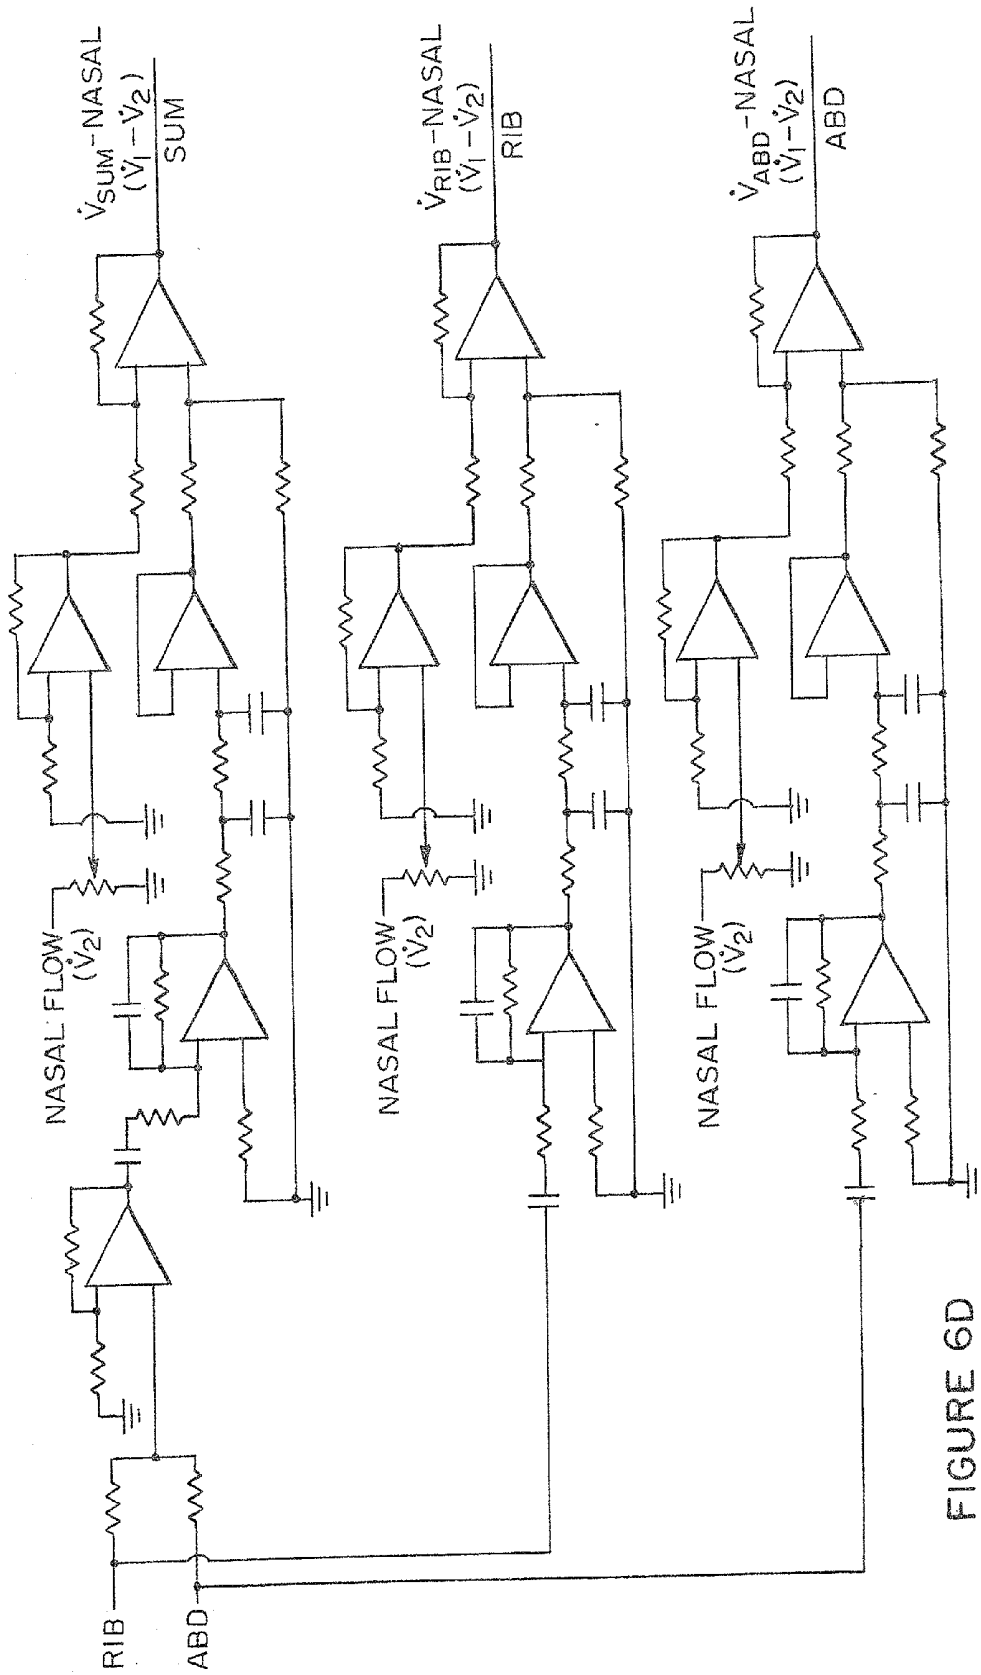 RIB
ABD
NASAL FLOW
(V̇2)
V̇SUM-NASAL
(V̇1-V̇2)
SUM
NASAL FLOW
(V̇2)
V̇RIB-NASAL
(V̇1-V̇2)
RIB
NASAL FLOW
(V̇2)
V̇ABD-NASAL
(V̇1-V̇2)
ABD
FIGURE 6D